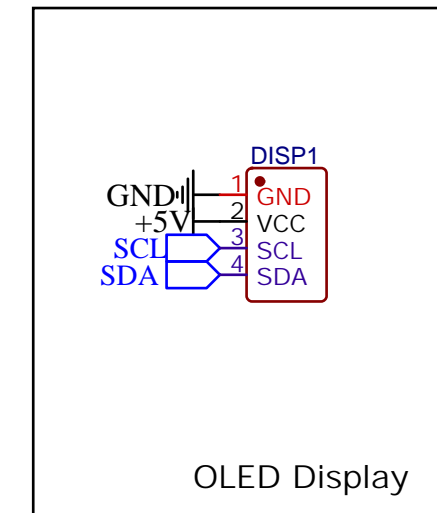 DISP1
GND 1 GND
+5V 2 VCC
SCL 3 SCL
SDA 4 SDA
OLED Display